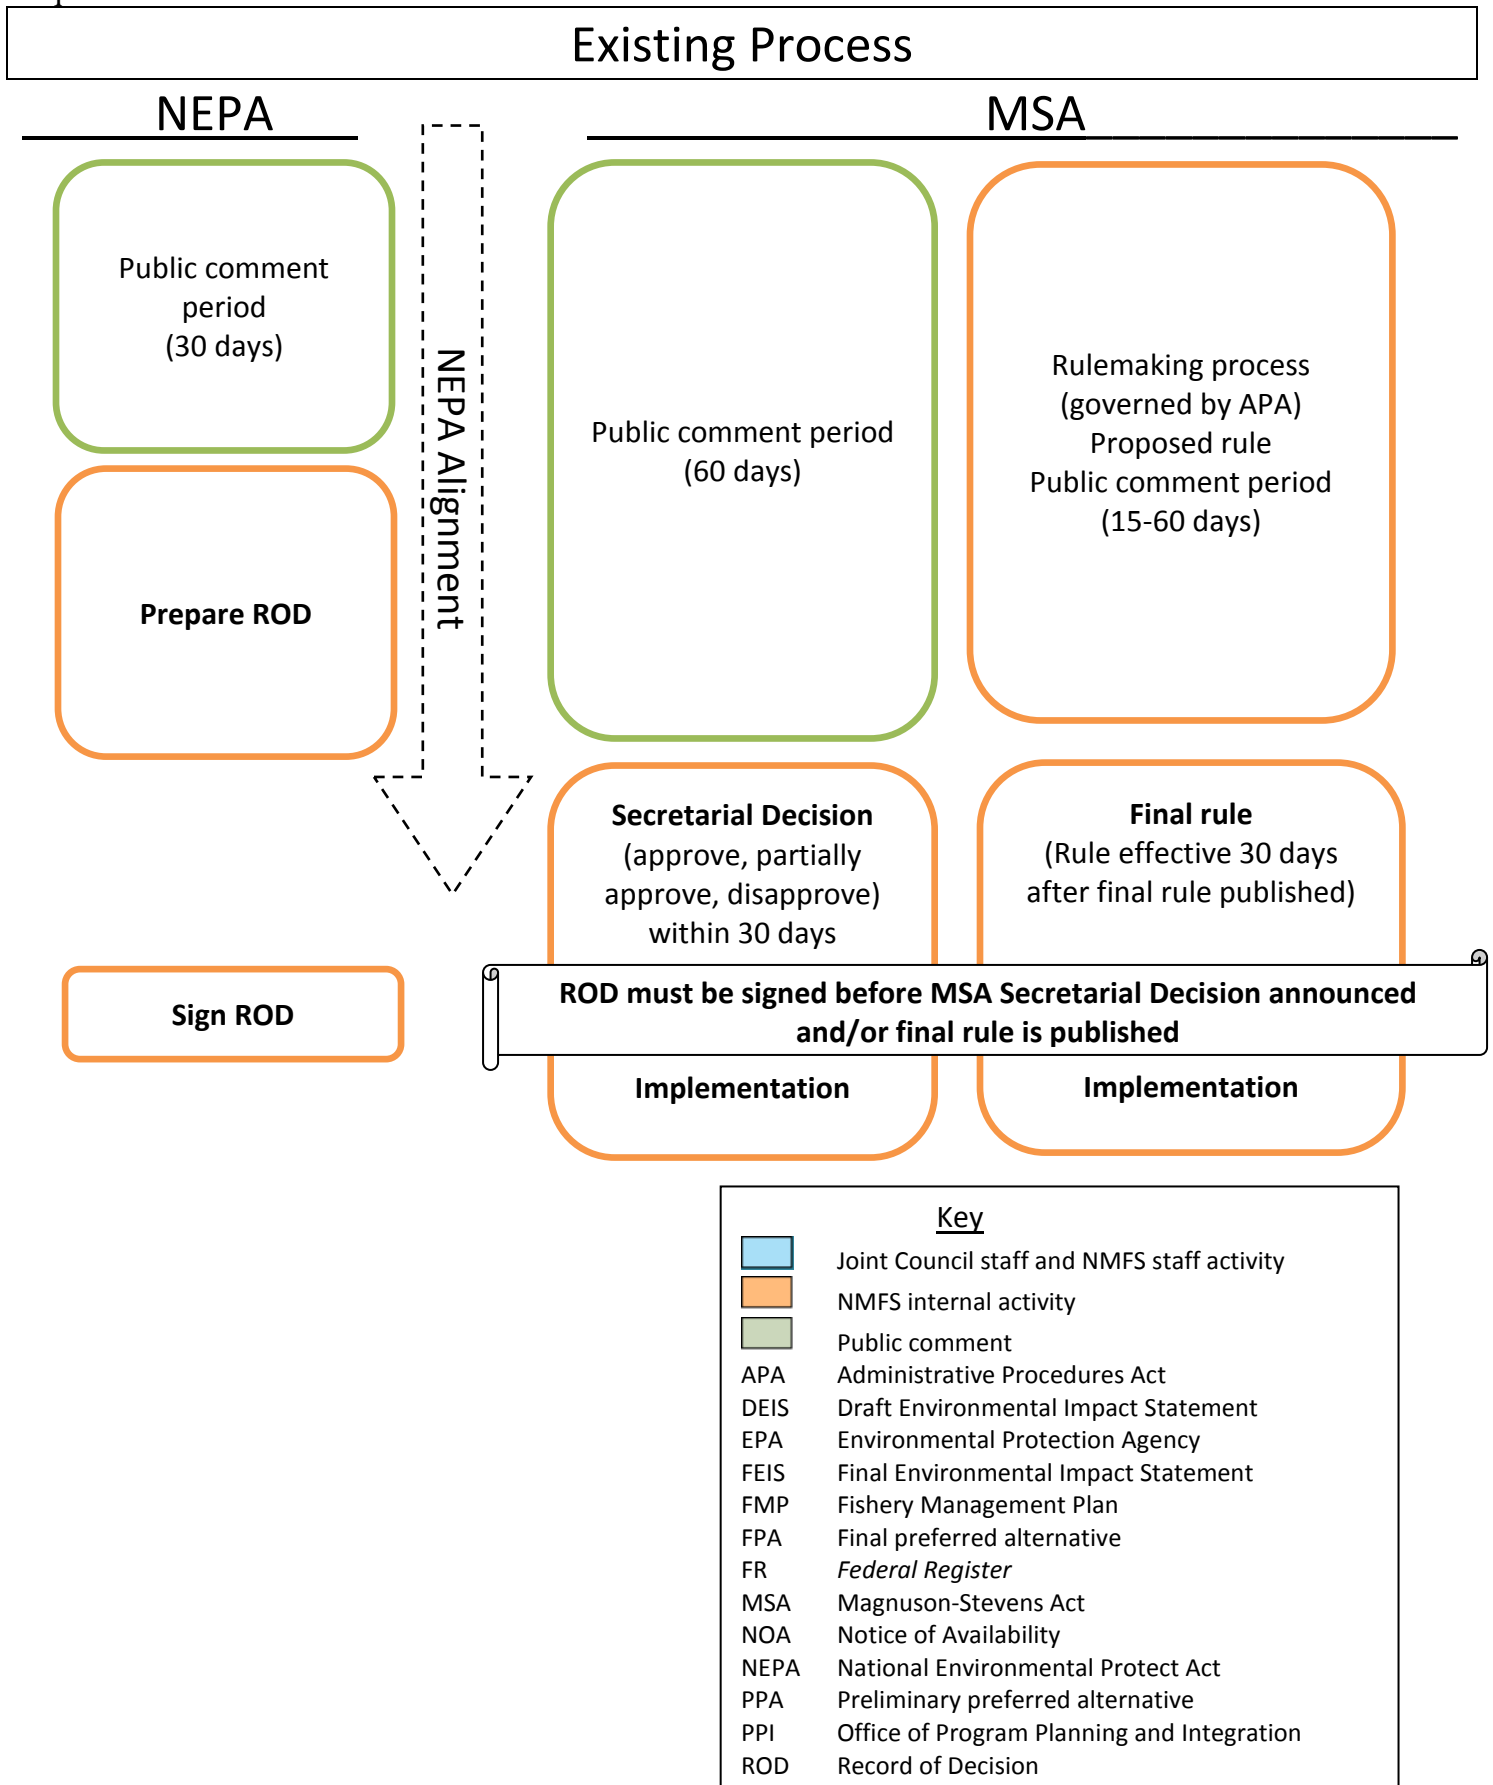 Existing Process
NEPA
MSA
Public comment
period
(30 days)
Prepare ROD
Sign ROD
NEPA Alignment
Public comment period
(60 days)
Rulemaking process
(governed by APA)
Proposed rule
Public comment period
(15-60 days)
Secretarial Decision
(approve, partially
approve, disapprove)
within 30 days
Final rule
(Rule effective 30 days
after final rule published)
ROD must be signed before MSA Secretarial Decision announced
and/or final rule is published
Implementation
Implementation
Key
Joint Council staff and NMFS staff activity
NMFS internal activity
Public comment
APA Administrative Procedures Act
DEIS Draft Environmental Impact Statement
EPA Environmental Protection Agency
FEIS Final Environmental Impact Statement
FMP Fishery Management Plan
FPA Final preferred alternative
FR Federal Register
MSA Magnuson-Stevens Act
NOA Notice of Availability
NEPA National Environmental Protect Act
PPA Preliminary preferred alternative
PPI Office of Program Planning and Integration
ROD Record of Decision